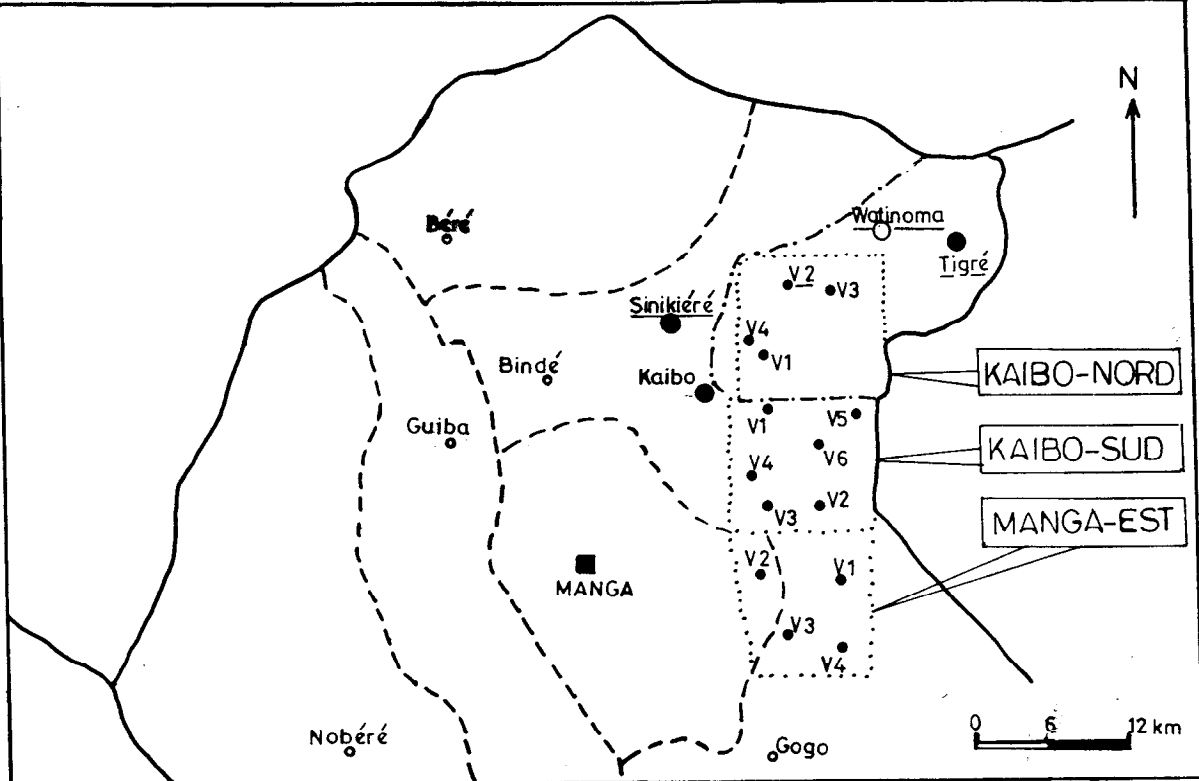 N
Béré
Watinoma
Tigré
V2
V3
Sinikiéré
V4
V1
Bindé
Kaibo
KAIBO-NORD
Guiba
V1
V5
V6
KAIBO-SUD
V4
V3
V2
MANGA-EST
V2
V1
MANGA
V3
V4
0 6 12 km
Nobéré
Gogo